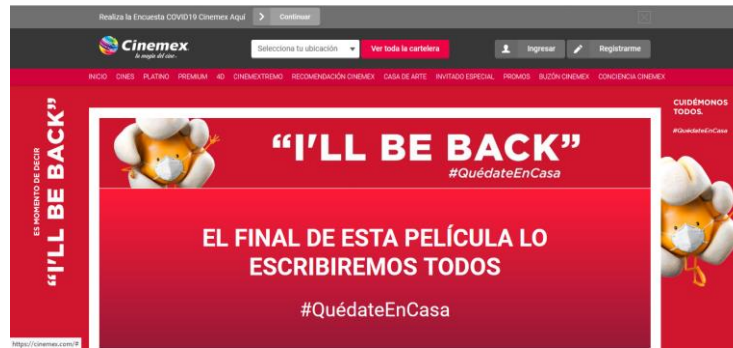 Realiza la Encuesta COVID19 Cinemex Aquí > Continuar
Cinemex
la magia del cine.
Selecciona tu ubicación
Ver toda la cartelera
Ingresar
Registrarme
INICIO CINES PLATINO PREMIUM 4D CINEMEXTREMO RECOMENDACIÓN CINEMEX CASA DE ARTE INVITADO ESPECIAL PROMOS BUZÓN CINEMEX CONCIENCIA CINEMEX
ES MOMENTO DE DECIR
“I'LL BE BACK”
“I'LL BE BACK”
#QuédateEnCasa
EL FINAL DE ESTA PELÍCULA LO
ESCRIBIREMOS TODOS
#QuédateEnCasa
CUIDÉMONOS
TODOS.
#QuédateEnCasa
https://cinemex.com/#